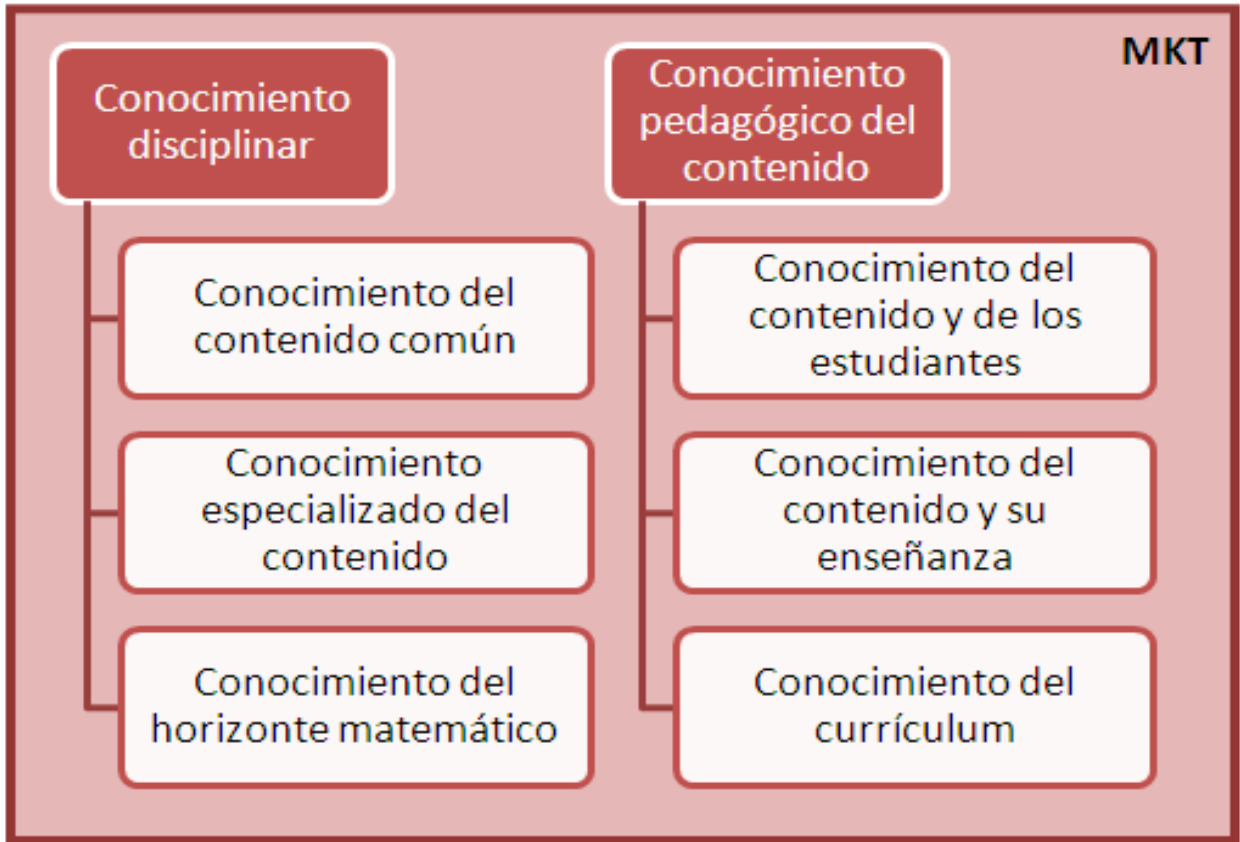 MKT
Conocimiento
disciplinar
Conocimiento del
contenido común
Conocimiento
especializado del
contenido
Conocimiento del
horizonte matemático
Conocimiento
pedagógico del
contenido
Conocimiento del
contenido y de los
estudiantes
Conocimiento del
contenido y su
enseñanza
Conocimiento del
currículum